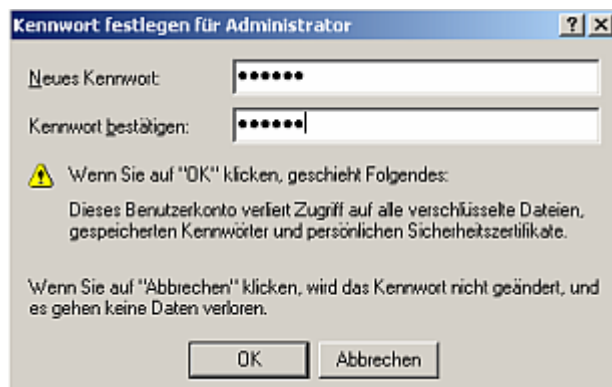 Kennwort festlegen für Administrator
Neues Kennwort:
Kennwort bestätigen:
Wenn Sie auf "OK" klicken, geschieht Folgendes:
Dieses Benutzerkonto verliert Zugriff auf alle verschlüsselte Dateien,
gespeicherten Kennwörter und persönlichen Sicherheitszertifikate.
Wenn Sie auf "Abbrechen" klicken, wird das Kennwort nicht geändert, und
es gehen keine Daten verloren.
OK
Abbrechen